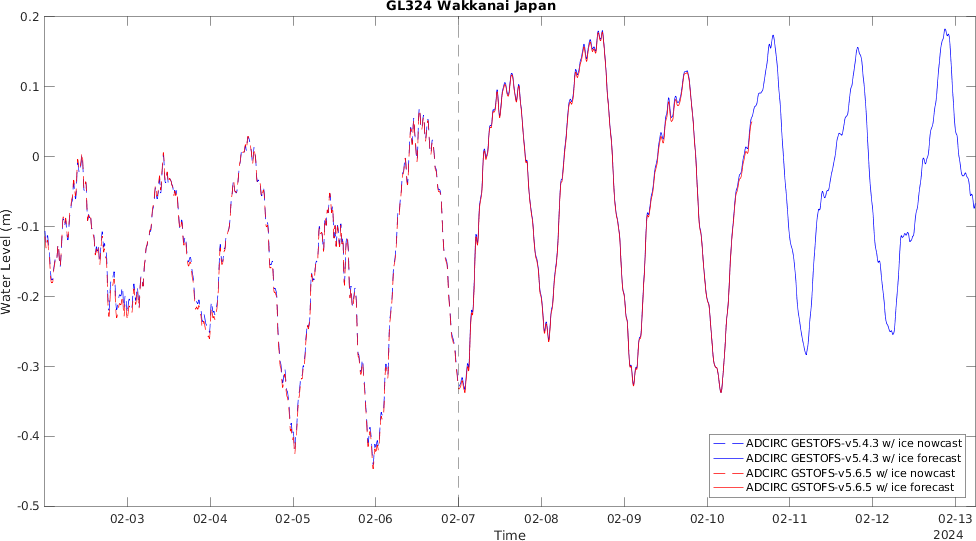 GL324 Wakkanai Japan
0.2
0.1
0
-0.1
-0.2
-0.3
-0.4
-0.5
Water Level (m)
ADCIRC GESTOFS-v5.4.3 w/ ice nowcast
ADCIRC GESTOFS-v5.4.3 w/ ice forecast
ADCIRC GSTOFS-v5.6.5 w/ ice nowcast
ADCIRC GSTOFS-v5.6.5 w/ ice forecast
02-03 02-04 02-05 02-06 02-07 02-08 02-09 02-10 02-11 02-12 02-13
Time 2024